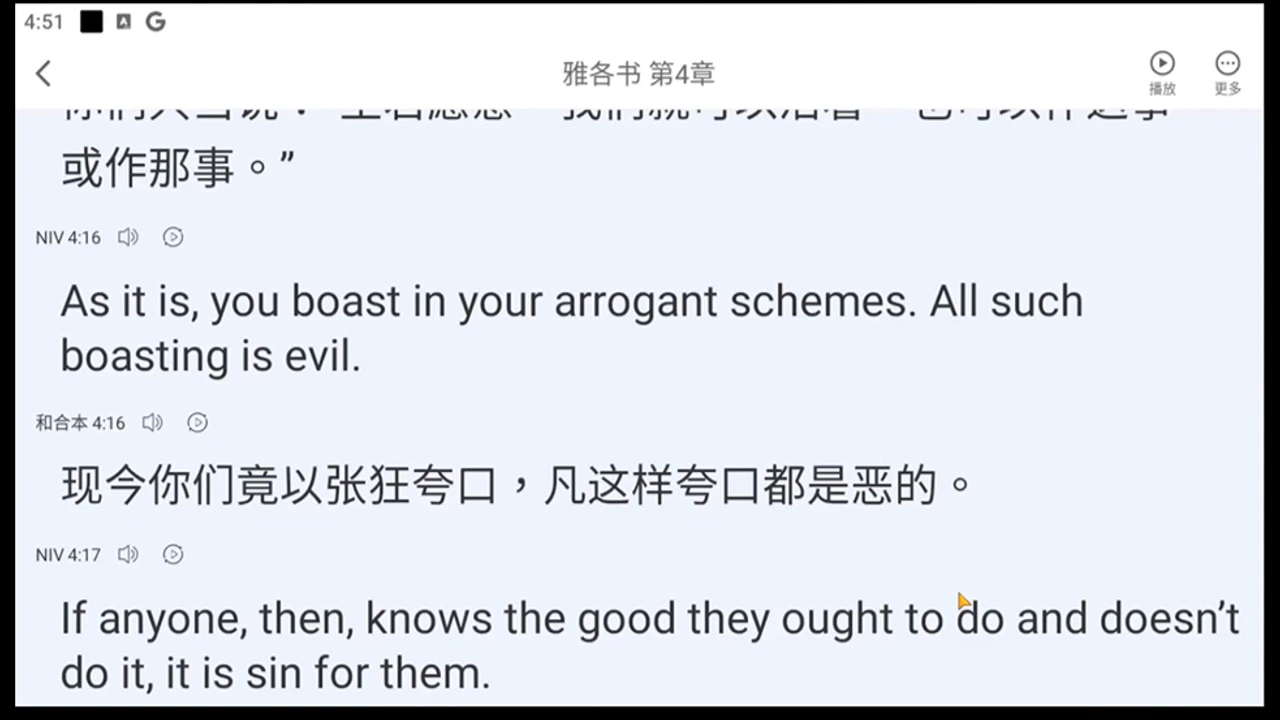 4:51
雅各书 第4章
播放
更多
或作那事。”
NIV 4:16
As it is, you boast in your arrogant schemes. All such
boasting is evil.
和合本 4:16
现今你们竟以张狂夸口，凡这样夸口都是恶的。
NIV 4:17
If anyone, then, knows the good they ought to do and doesn’t
do it, it is sin for them.